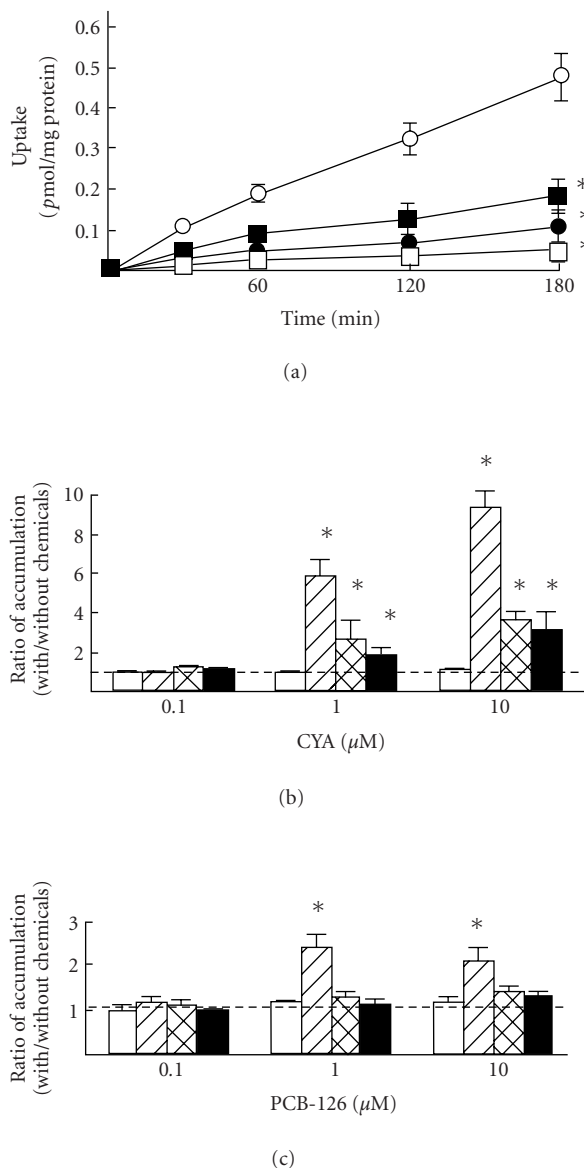 Uptake
(pmol/mg protein)
0.6
0.5
0.4
0.3
0.2
0.1
*
*
*
60 120 180
Time (min)
(a)
Ratio of accumulation
(with/without chemicals)
10
8
6
4
2
* * *
* * *
0.1 1 10
CYA (μM)
(b)
Ratio of accumulation
(with/without chemicals)
3
2
1
* *
0.1 1 10
PCB-126 (μM)
(c)